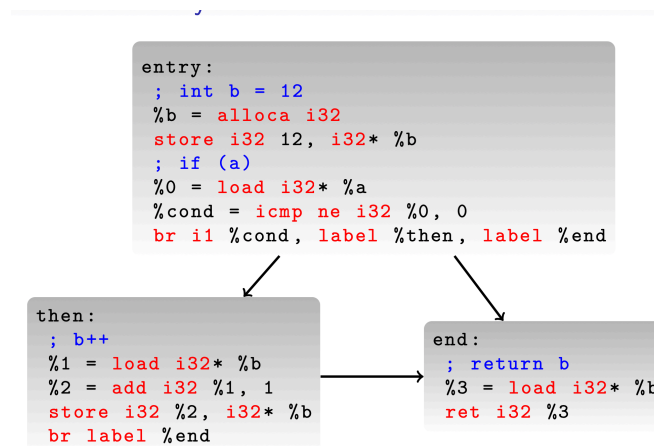 entry:
; int b = 12
%b = alloca i32
store i32 12, i32* %b
; if (a)
%0 = load i32* %a
%cond = icmp ne i32 %0, 0
br i1 %cond, label %then, label %end
then:
; b++
%1 = load i32* %b
%2 = add i32 %1, 1
store i32 %2, i32* %b
br label %end
end:
; return b
%3 = load i32* %b
ret i32 %3